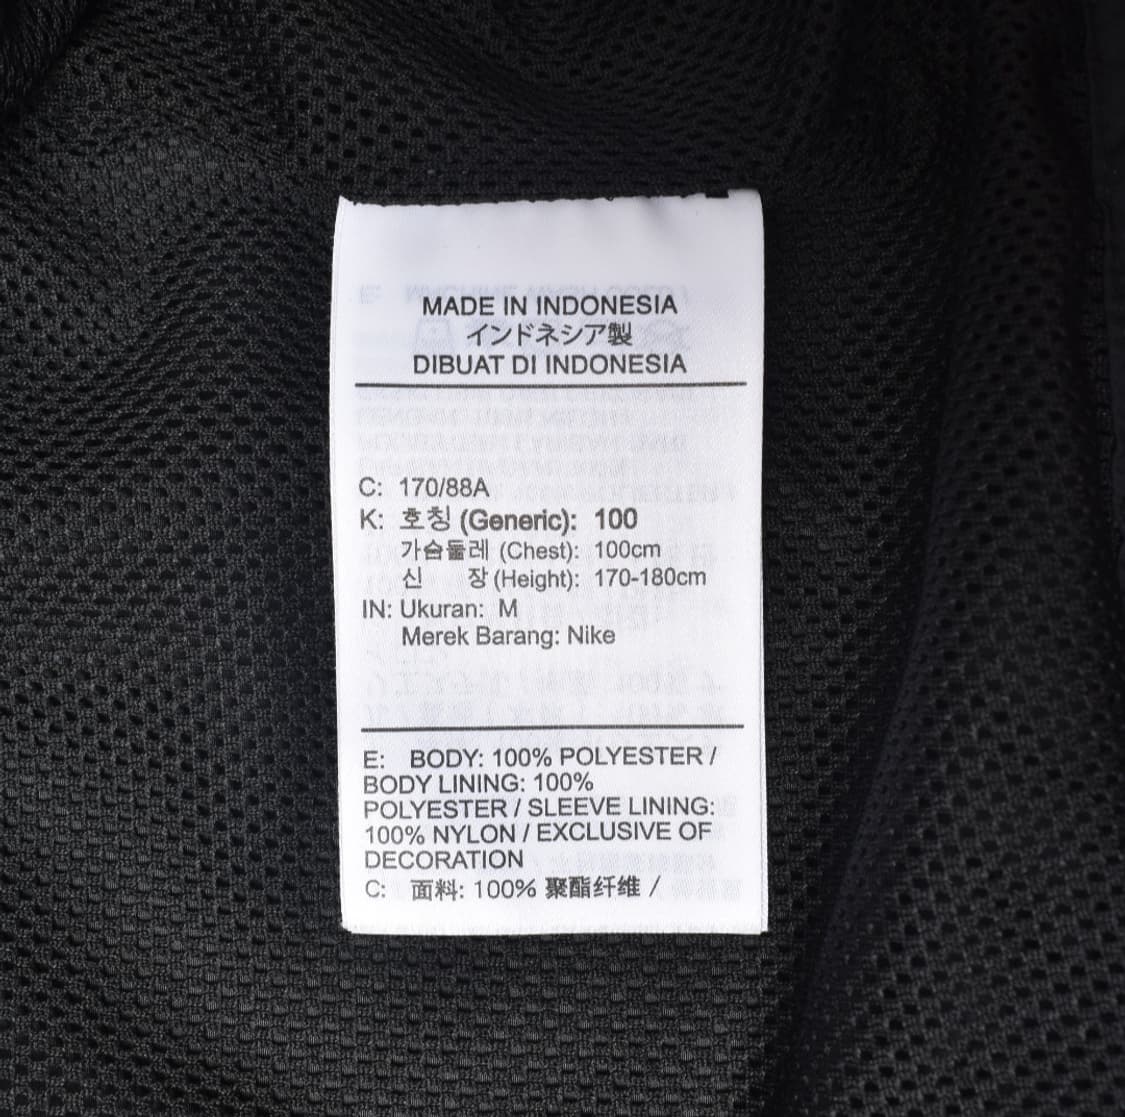 MADE IN INDONESIA
インドネシア製
DIBUAT DI INDONESIA
C: 170/88A
K: 호칭 (Generic): 100
가슴둘레 (Chest): 100cm
신 장 (Height): 170-180cm
IN: Ukuran: M
Merek Barang: Nike
E: BODY: 100% POLYESTER /
BODY LINING: 100%
POLYESTER / SLEEVE LINING:
100% NYLON / EXCLUSIVE OF
DECORATION
C: 面料: 100% 聚酯纤维 /